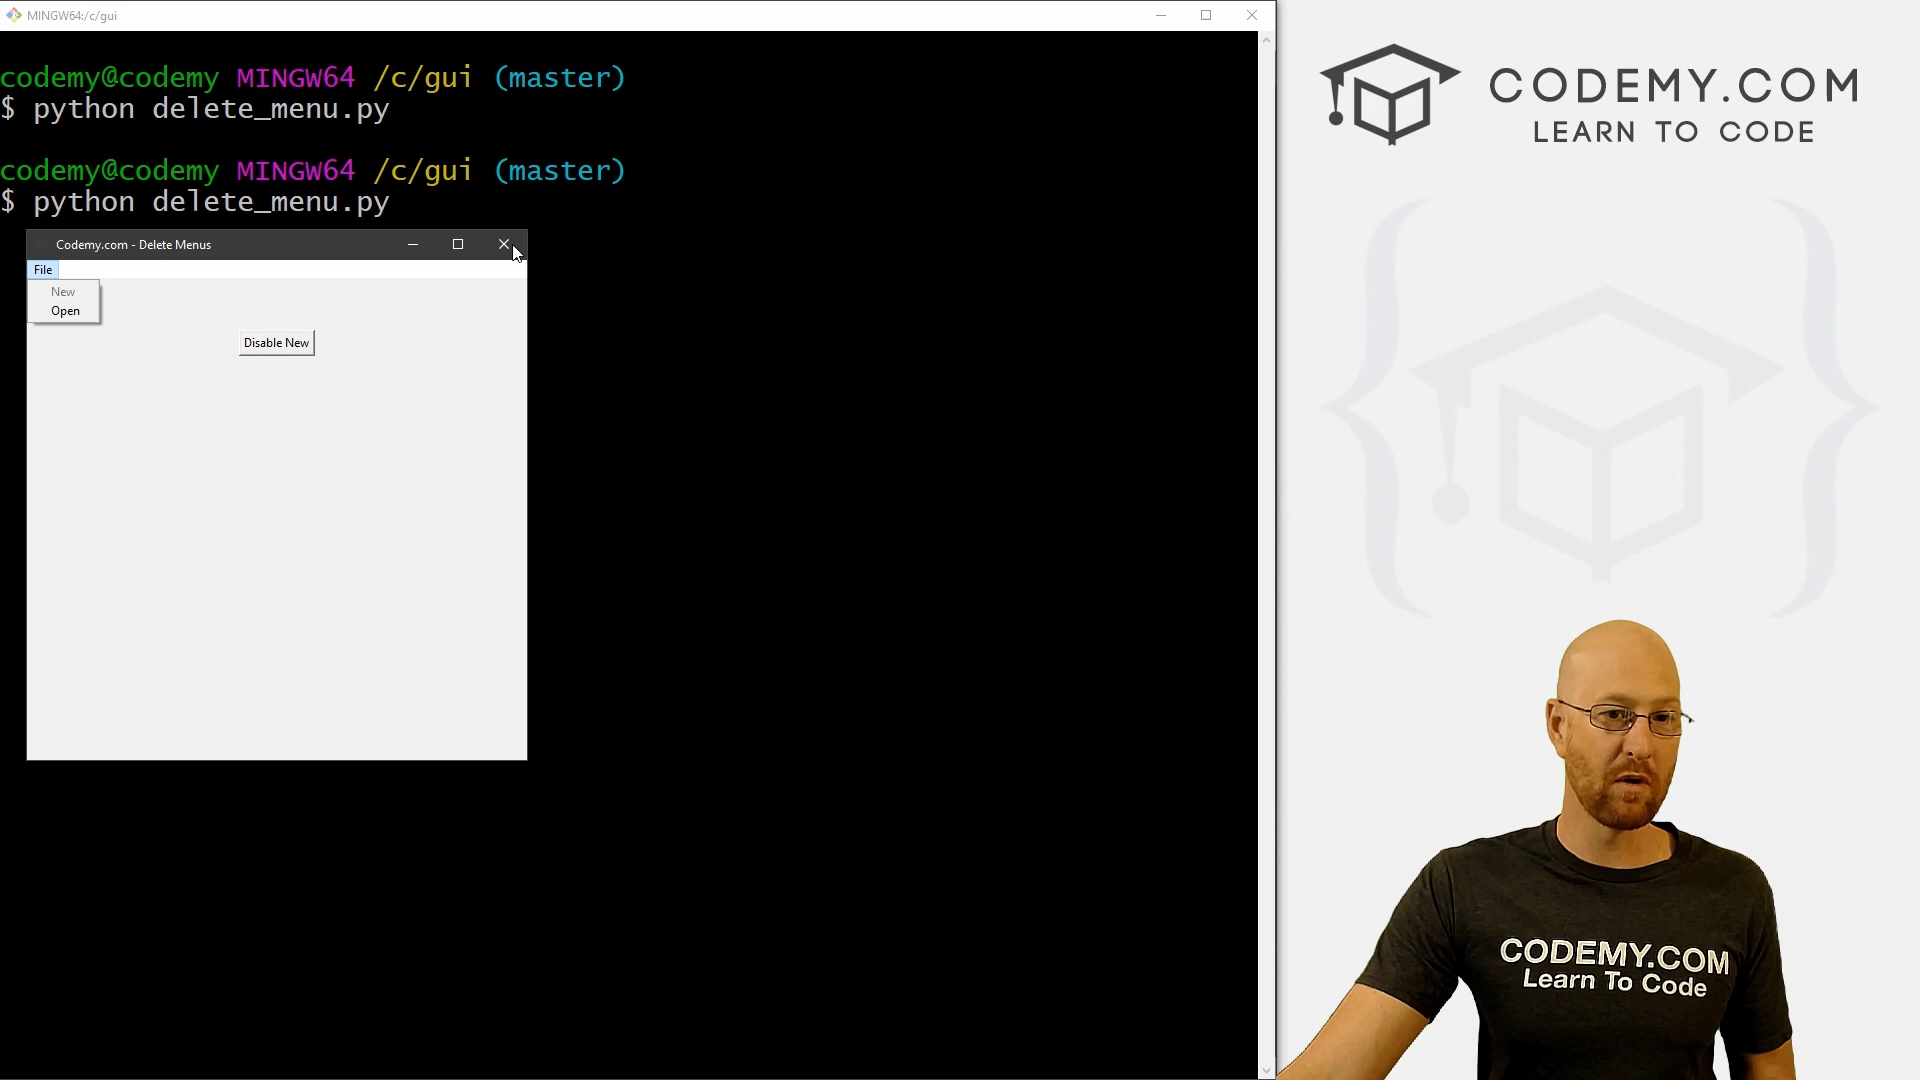 MINGW64:/c/gui
codemy@codemy MINGW64 /c/gui (master)
$ python delete_menu.py
codemy@codemy MINGW64 /c/gui (master)
$ python delete_menu.py
Codemy.com - Delete Menus
File
New
Open
Disable New
CODEMY.COM
LEARN TO CODE
CODEMY.COM
Learn To Code